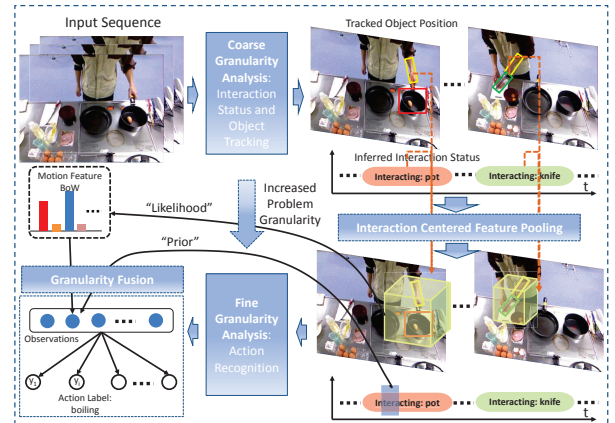 Input Sequence
Coarse
Granularity
Analysis:
Interaction
Status and
Object
Tracking
Tracked Object Position
Inferred Interaction Status
Interacting: pot
Interacting: knife
t
Motion Feature
BoW
"Likelihood"
"Prior"
Increased
Problem
Granularity
Interaction Centered Feature Pooling
Granularity Fusion
Observations
y1
yi
Action Label:
boiling
Fine
Granularity
Analysis:
Action
Recognition
Interacting: pot
Interacting: knife
t